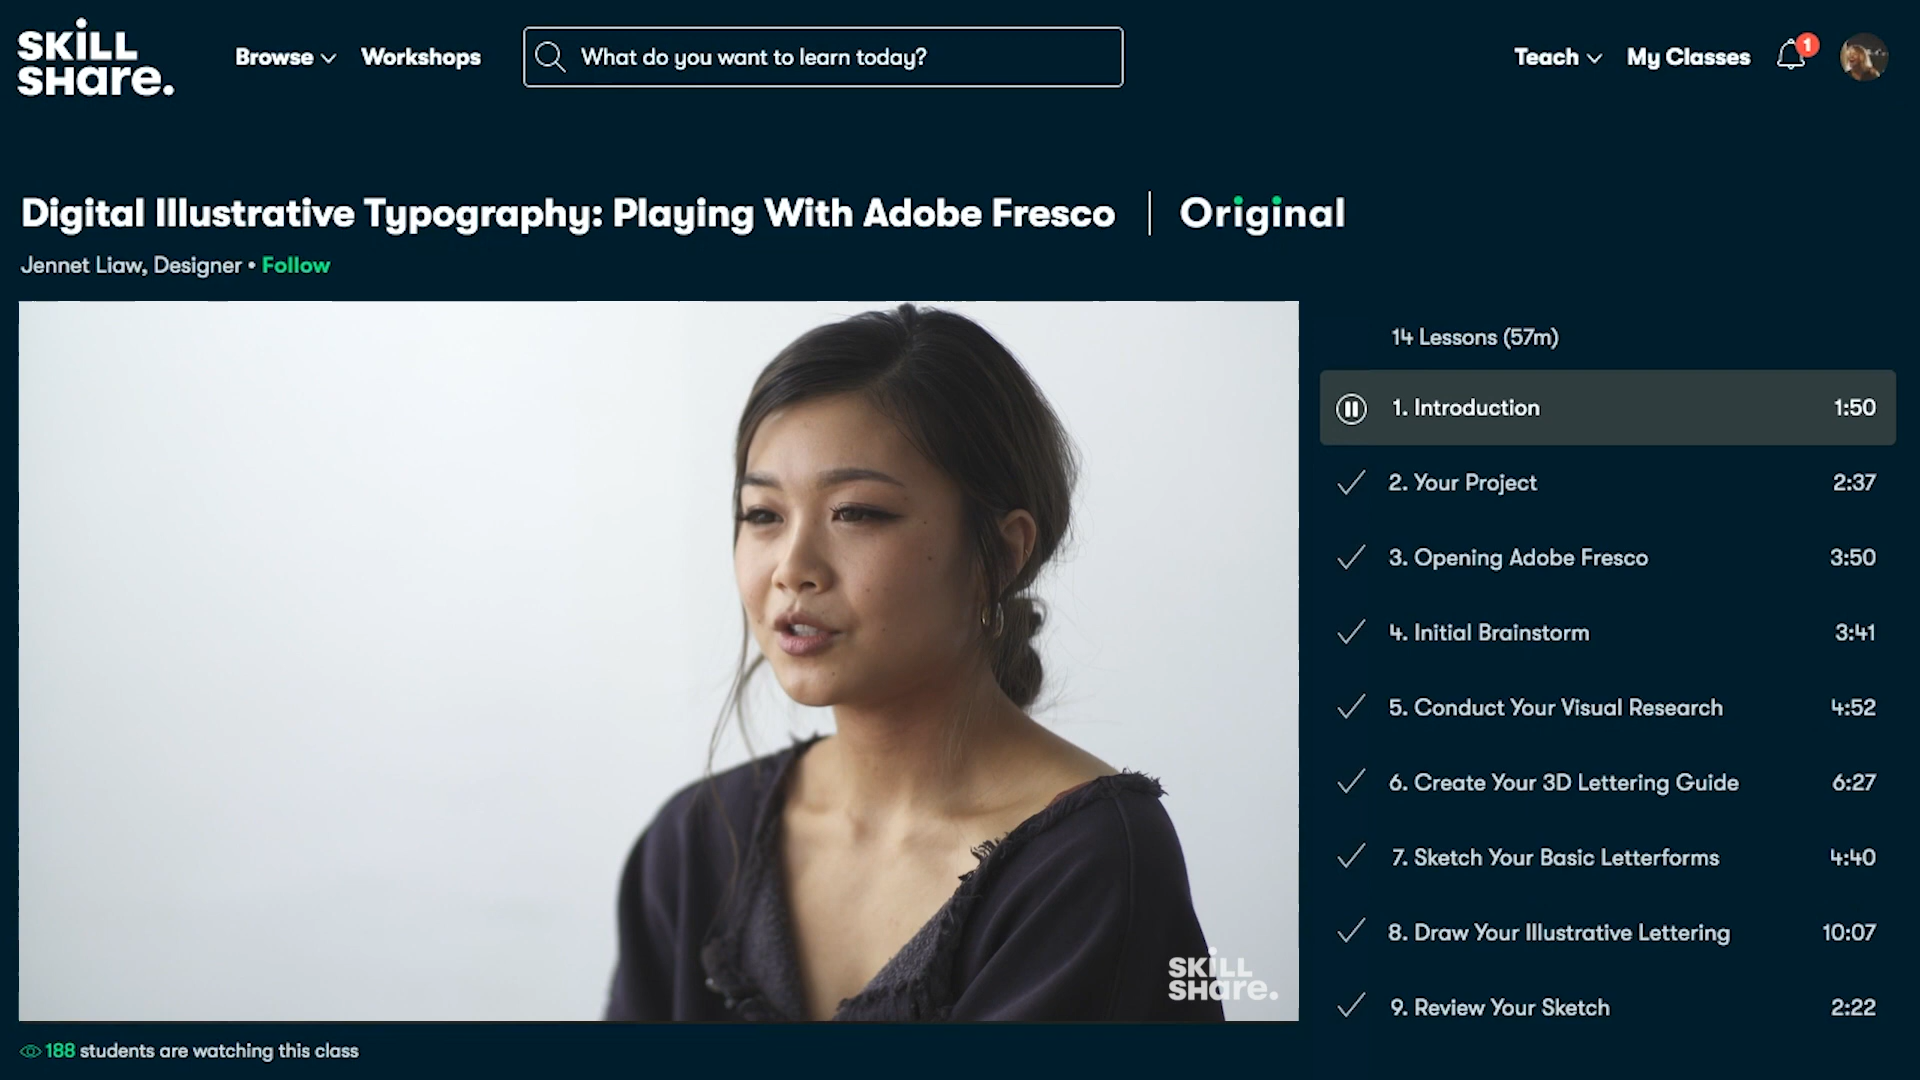 SKILL
SHare.
Browse
Workshops
What do you want to learn today?
Teach
My Classes
1
Digital Illustrative Typography: Playing With Adobe Fresco
Original
Jennet Liaw, Designer • Follow
14 Lessons (57m)
1. Introduction 1:50
2. Your Project 2:37
3. Opening Adobe Fresco 3:50
4. Initial Brainstorm 3:41
5. Conduct Your Visual Research 4:52
6. Create Your 3D Lettering Guide 6:27
7. Sketch Your Basic Letterforms 4:40
8. Draw Your Illustrative Lettering 10:07
9. Review Your Sketch 2:22
SKILL
SHare.
188 students are watching this class